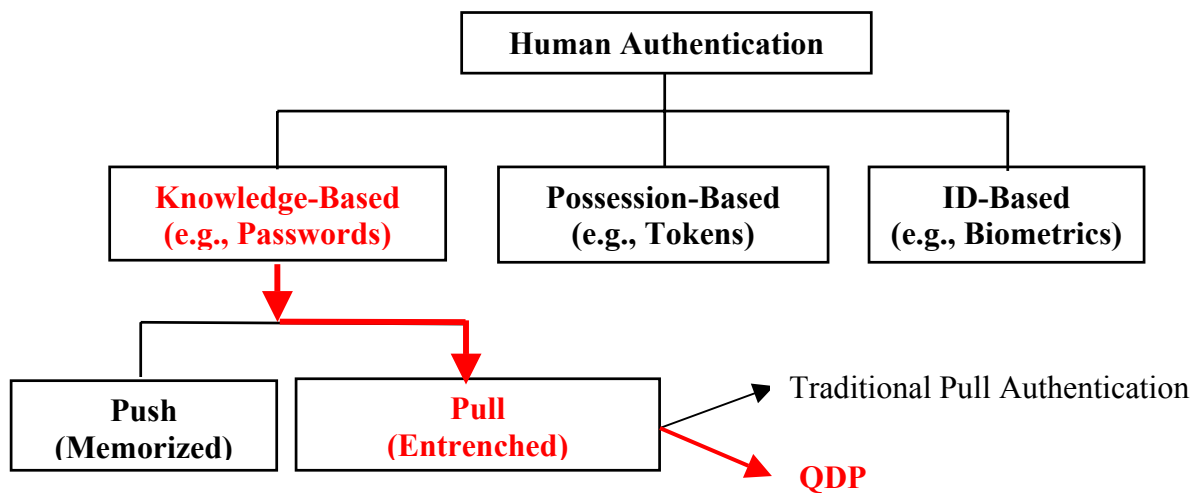 Human Authentication
Knowledge-Based
(e.g., Passwords)
Possession-Based
(e.g., Tokens)
ID-Based
(e.g., Biometrics)
Push
(Memorized)
Pull
(Entrenched)
Traditional Pull Authentication
QDP